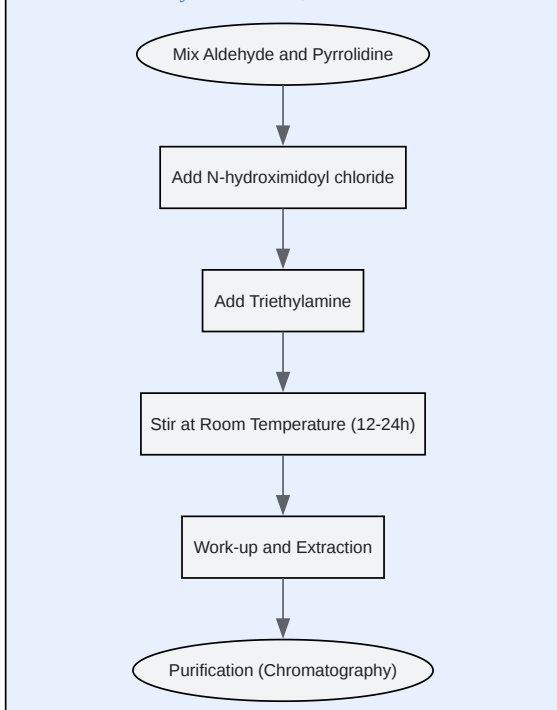 Mix Aldehyde and Pyrrolidine
Add N-hydroximidoyl chloride
Add Triethylamine
Stir at Room Temperature (12-24h)
Work-up and Extraction
Purification (Chromatography)